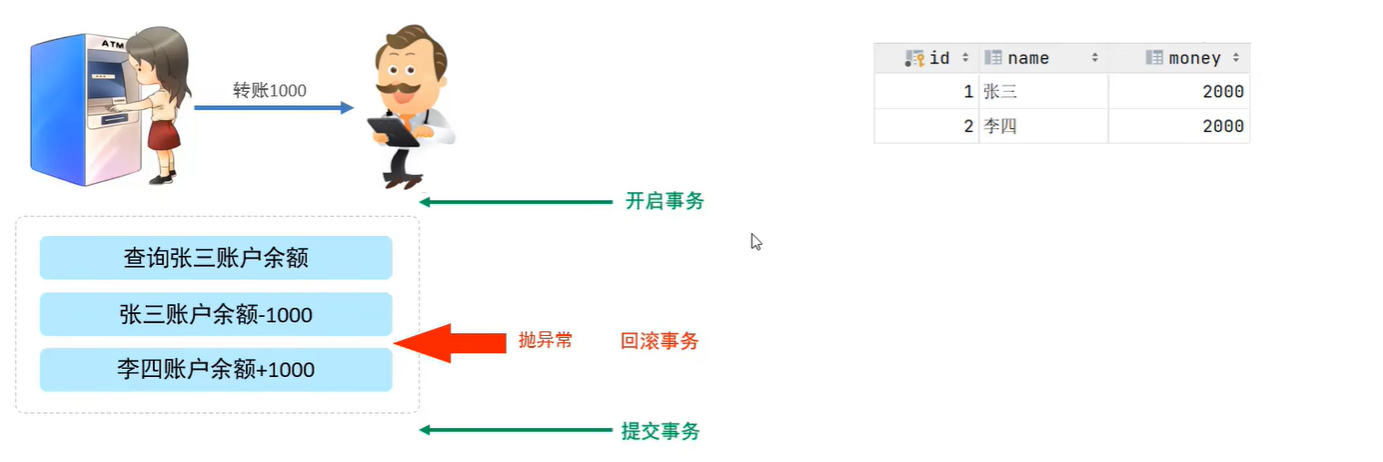 ATM
转账1000
开启事务
查询张三账户余额
张三账户余额-1000
抛异常 回滚事务
李四账户余额+1000
提交事务
id name money
1 张三 2000
2 李四 2000